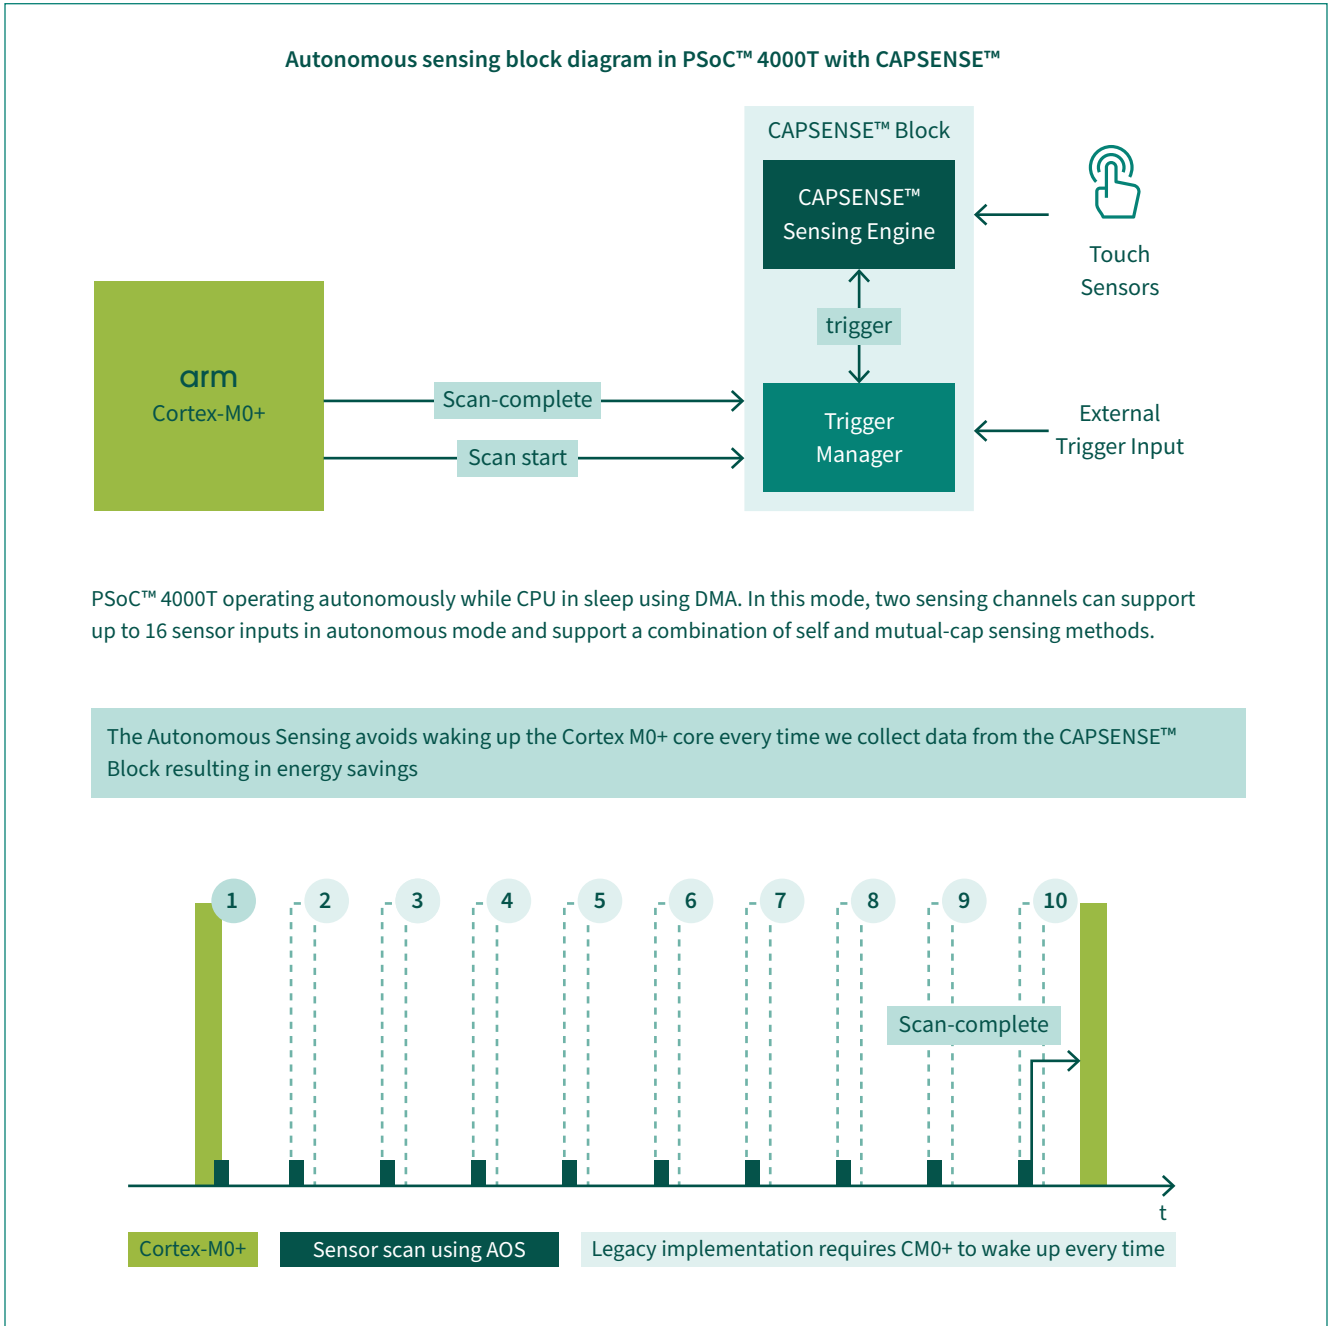 Autonomous sensing block diagram in PSoC™ 4000T with CAPSENSE™
CAPSENSE™ Block
CAPSENSE™
Sensing Engine
Touch
Sensors
trigger
arm
Cortex-M0+
Scan-complete
Scan start
Trigger
Manager
External
Trigger Input
PSoC™ 4000T operating autonomously while CPU in sleep using DMA. In this mode, two sensing channels can support
up to 16 sensor inputs in autonomous mode and support a combination of self and mutual-cap sensing methods.
The Autonomous Sensing avoids waking up the Cortex M0+ core every time we collect data from the CAPSENSE™
Block resulting in energy savings
1 2 3 4 5 6 7 8 9 10
Scan-complete
t
Cortex-M0+
Sensor scan using AOS
Legacy implementation requires CM0+ to wake up every time